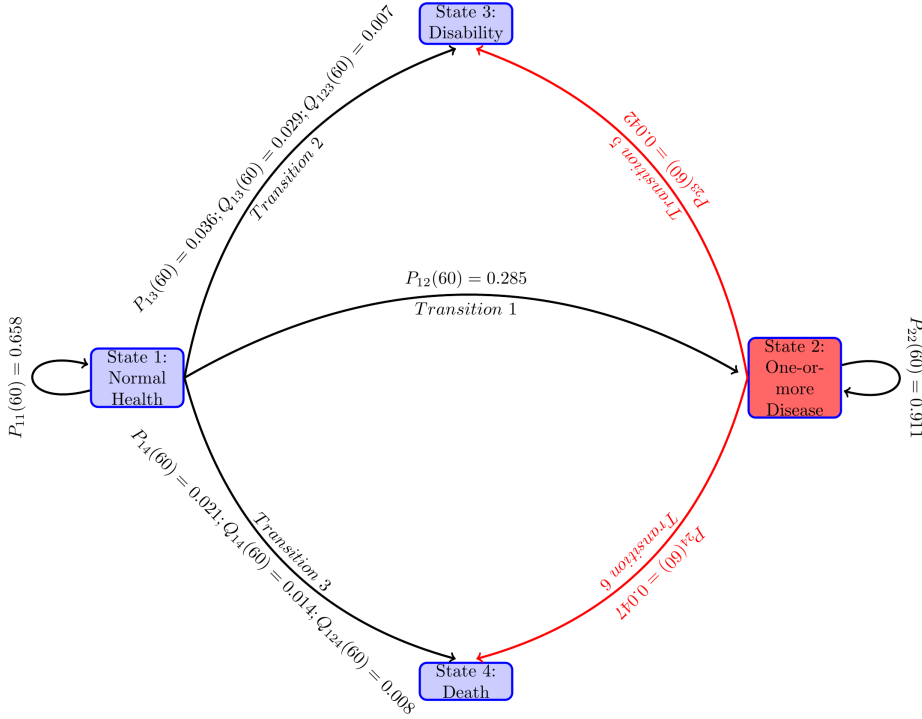 State 3:
Disability
P₁₃(60) = 0.036; Q₁₃(60) = 0.029; Q₁₂₃(60) = 0.007
Transition 2
P₂₃(60) = 0.042
Transition 5
P₁₂(60) = 0.285
Transition 1
P₁₁(60) = 0.658
State 1:
Normal
Health
State 2:
One-or-
more
Disease
P₂₂(60) = 0.911
P₁₄(60) = 0.021; Q₁₄(60) = 0.014; Q₁₂₄(60) = 0.008
Transition 3
Transition 6
P₂₄(60) = 0.047
State 4:
Death